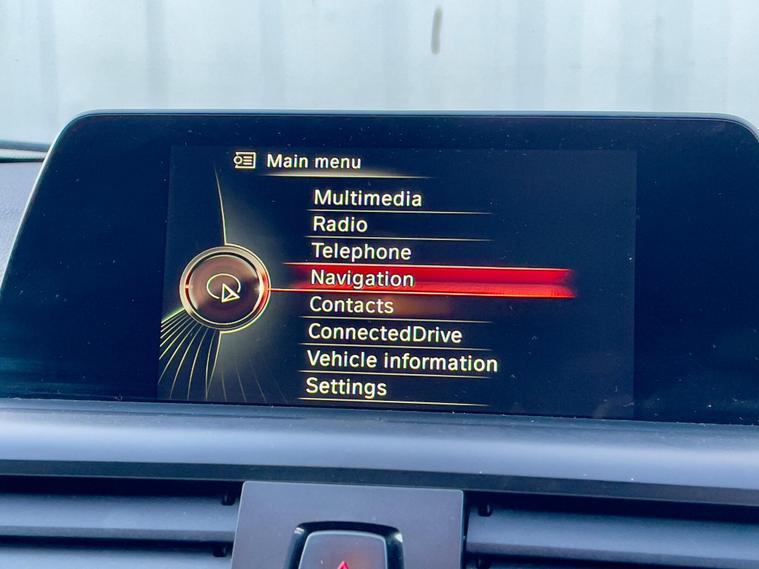 Main menu
Multimedia
Radio
Telephone
Navigation
Contacts
ConnectedDrive
Vehicle information
Settings